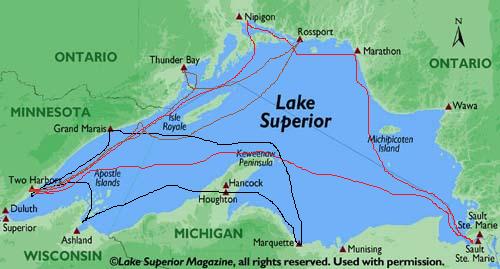 Nipigon
Rossport
ONTARIO
Thunder Bay
Marathon
ONTARIO
Wawa
MINNESOTA
Lake
Superior
Isle
Royale
Grand Marais
Michipicoten
Island
Keweenaw
Peninsula
Two Harbors
Apostle
Islands
Hancock
Houghton
Duluth
Superior
Ashland
MICHIGAN
Marquette
Munising
Sault
Ste. Marie
Sault
Ste. Marie
WISCONSIN
©Lake Superior Magazine, all rights reserved. Used with permission.